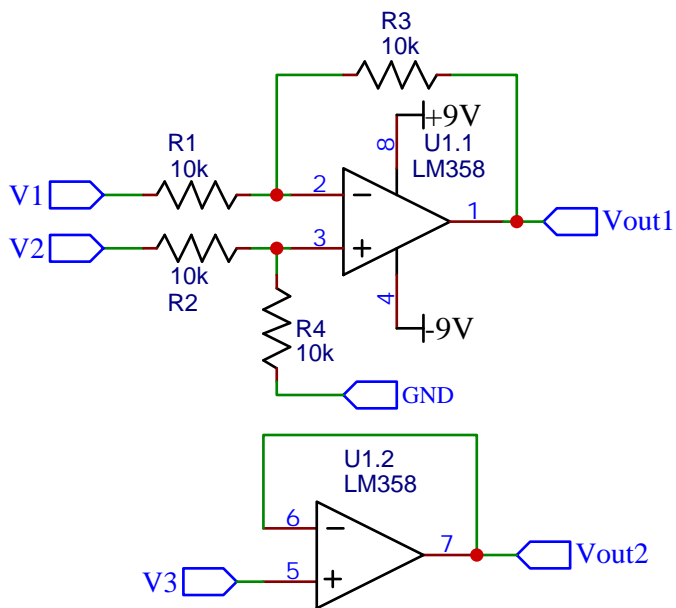 R3
10k
+9V
8
U1.1
LM358
R1
10k
V1
2
1
Vout1
V2
3
10k
R2
4
-9V
R4
10k
GND
U1.2
LM358
6
7
Vout2
V3
5